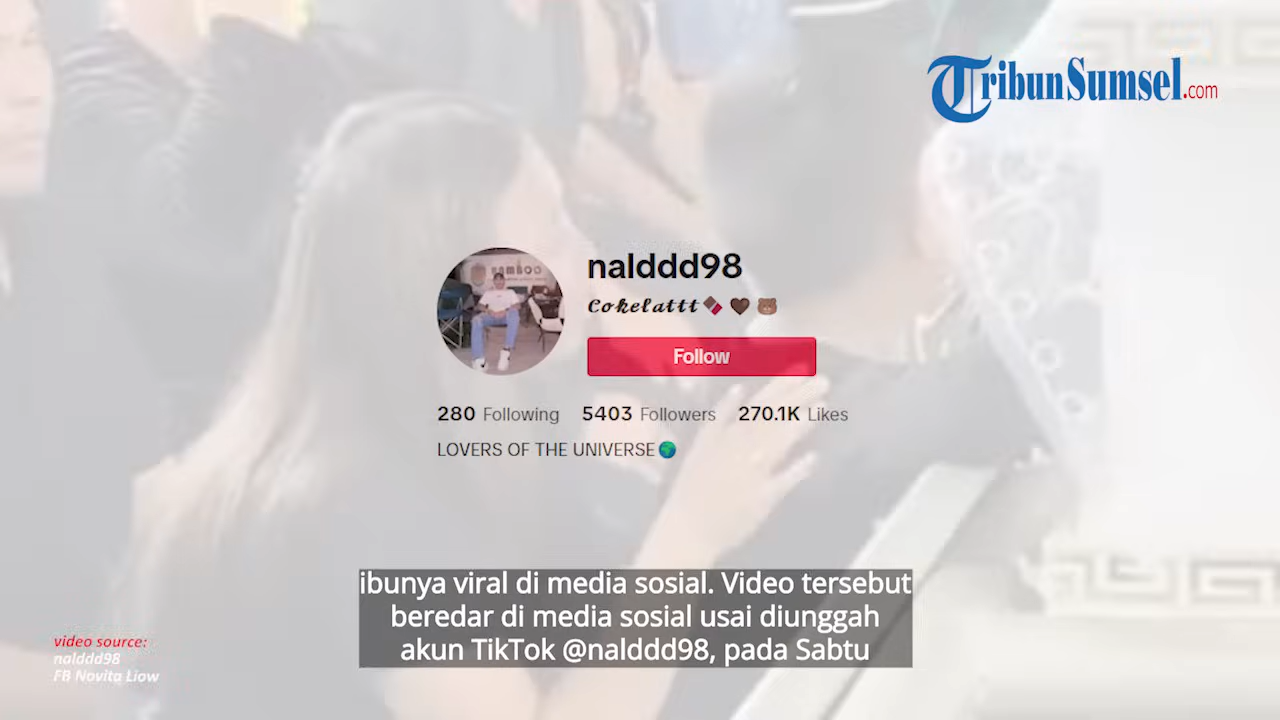 TribunSumsel.com
nalddd98
Cokelattt🍫🤎🐻
Follow
280 Following 5403 Followers 270.1K Likes
LOVERS OF THE UNIVERSE🌍
ibunya viral di media sosial. Video tersebut
beredar di media sosial usai diunggah
akun TikTok @nalddd98, pada Sabtu
video source:
nalddd98
FB Novita Liow